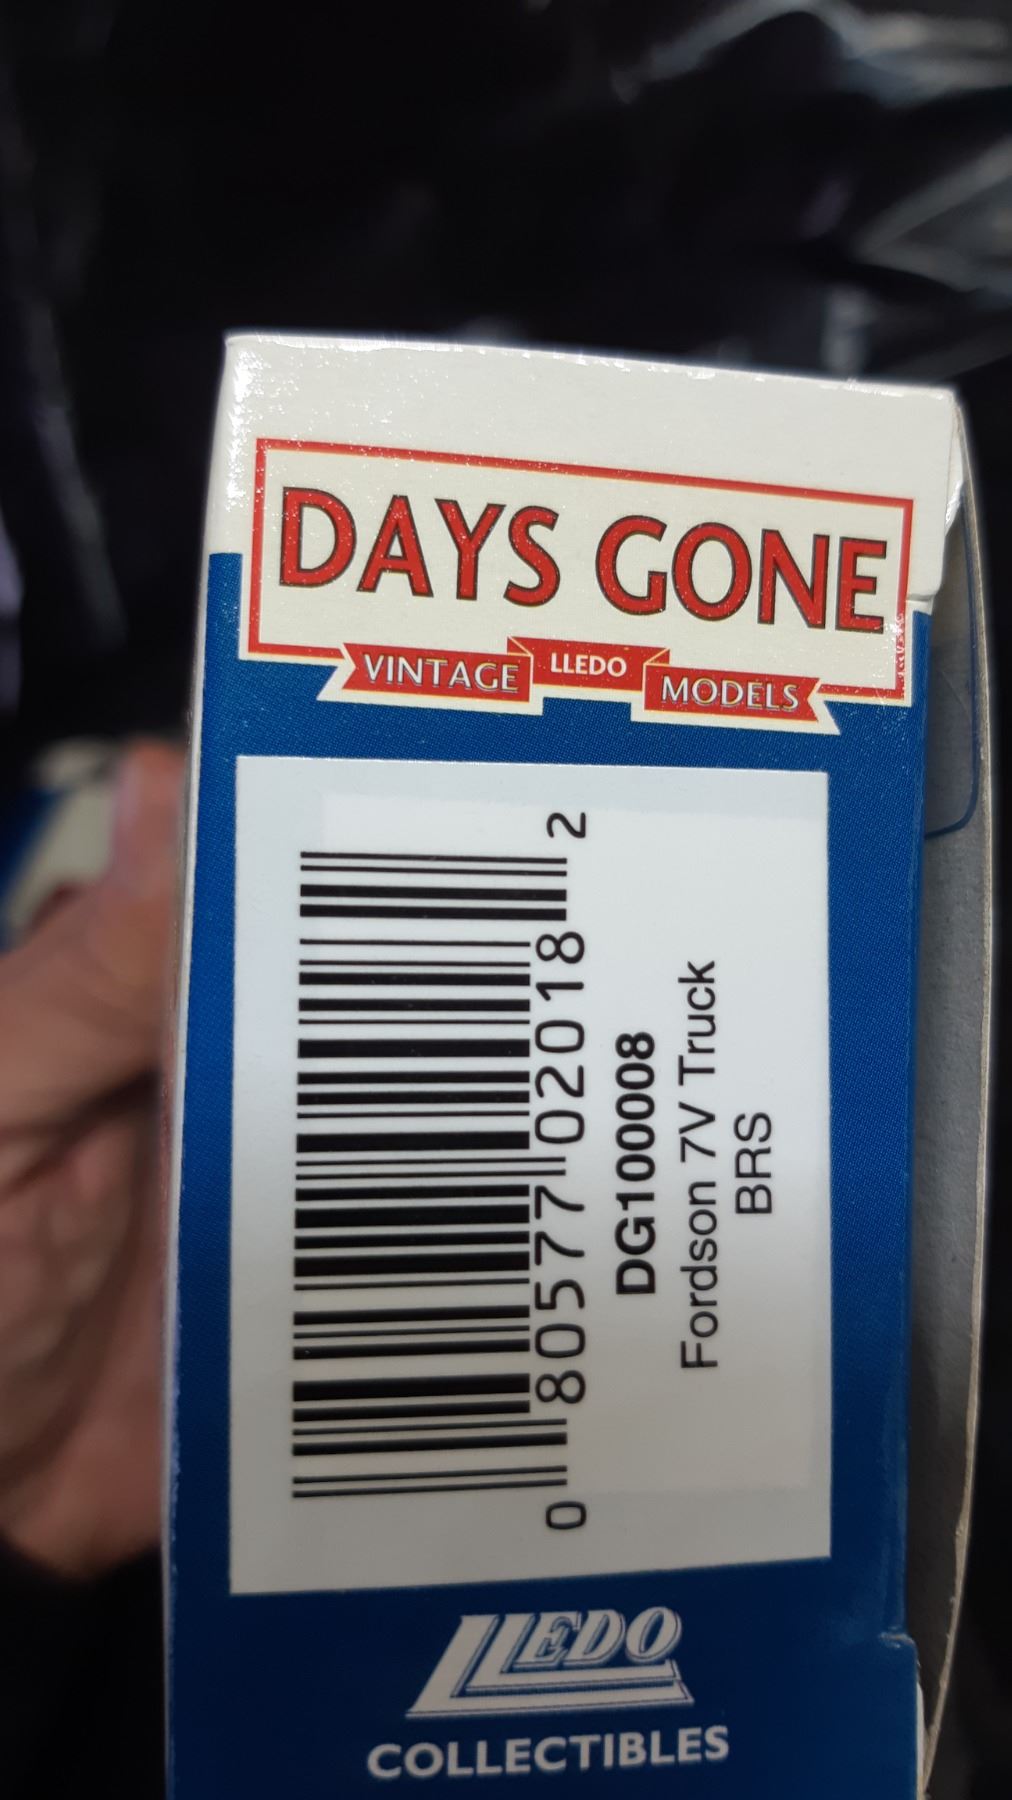 DAYS GONE
VINTAGE LLEDO MODELS
0 80577 02018 2
DG100008
Fordson 7V Truck
BRS
LLEDO
COLLECTIBLES